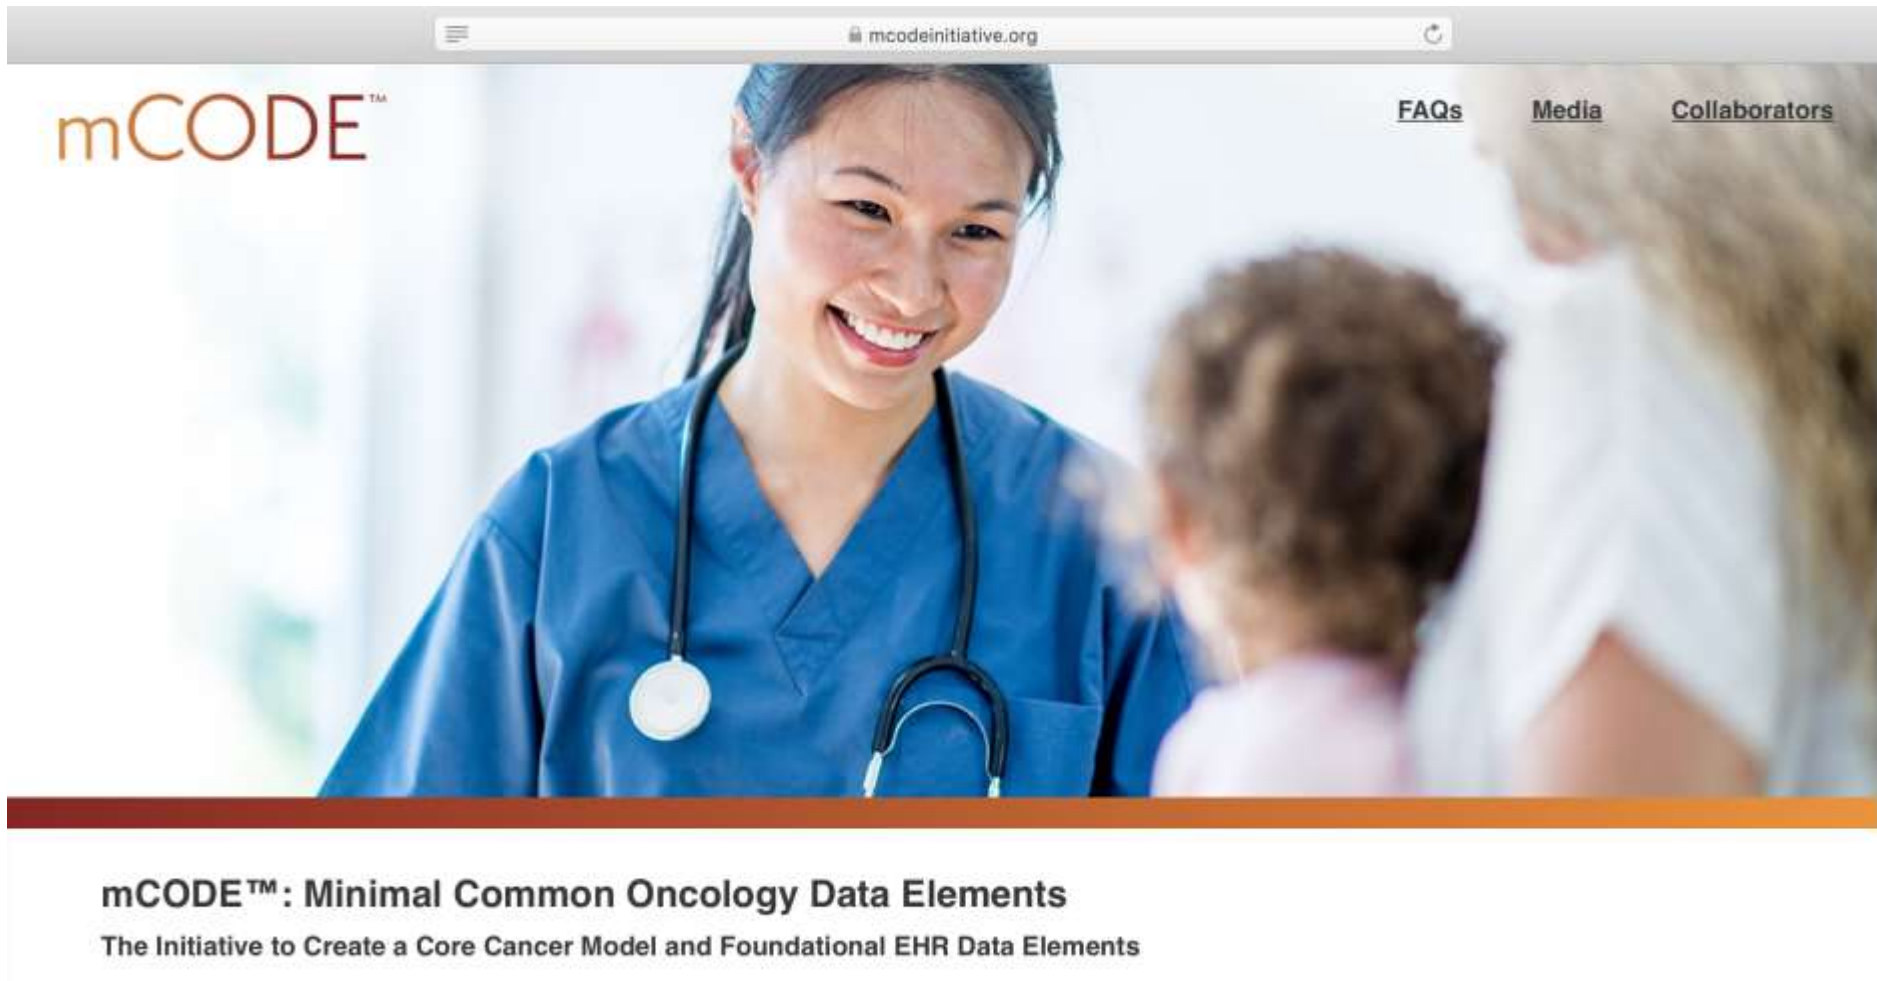 mcodeinitiative.org
mCODE™
FAQs Media Collaborators
mCODE™: Minimal Common Oncology Data Elements
The Initiative to Create a Core Cancer Model and Foundational EHR Data Elements